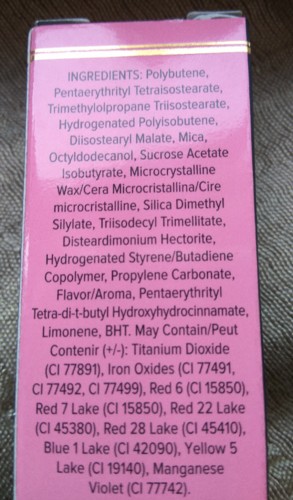 INGREDIENTS: Polybutene,
Pentaerythrityl Tetraisostearate,
Trimethylolpropane Triisostearate,
Hydrogenated Polyisobutene,
Diisostearyl Malate, Mica,
Octyldodecanol, Sucrose Acetate
Isobutyrate, Microcrystalline
Wax/Cera Microcristallina/Cire
microcristalline, Silica Dimethyl
Silylate, Triisodecyl Trimellitate,
Disteardimonium Hectorite,
Hydrogenated Styrene/Butadiene
Copolymer, Propylene Carbonate,
Flavor/Aroma, Pentaerythrityl
Tetra-di-t-butyl Hydroxyhydrocinnamate,
Limonene, BHT. May Contain/Peut
Contenir (+/-): Titanium Dioxide
(CI 77891), Iron Oxides (CI 77491,
CI 77492, CI 77499), Red 6 (CI 15850),
Red 7 Lake (CI 15850), Red 22 Lake
(CI 45380), Red 28 Lake (CI 45410),
Blue 1 Lake (CI 42090), Yellow 5
Lake (CI 19140), Manganese
Violet (CI 77742).